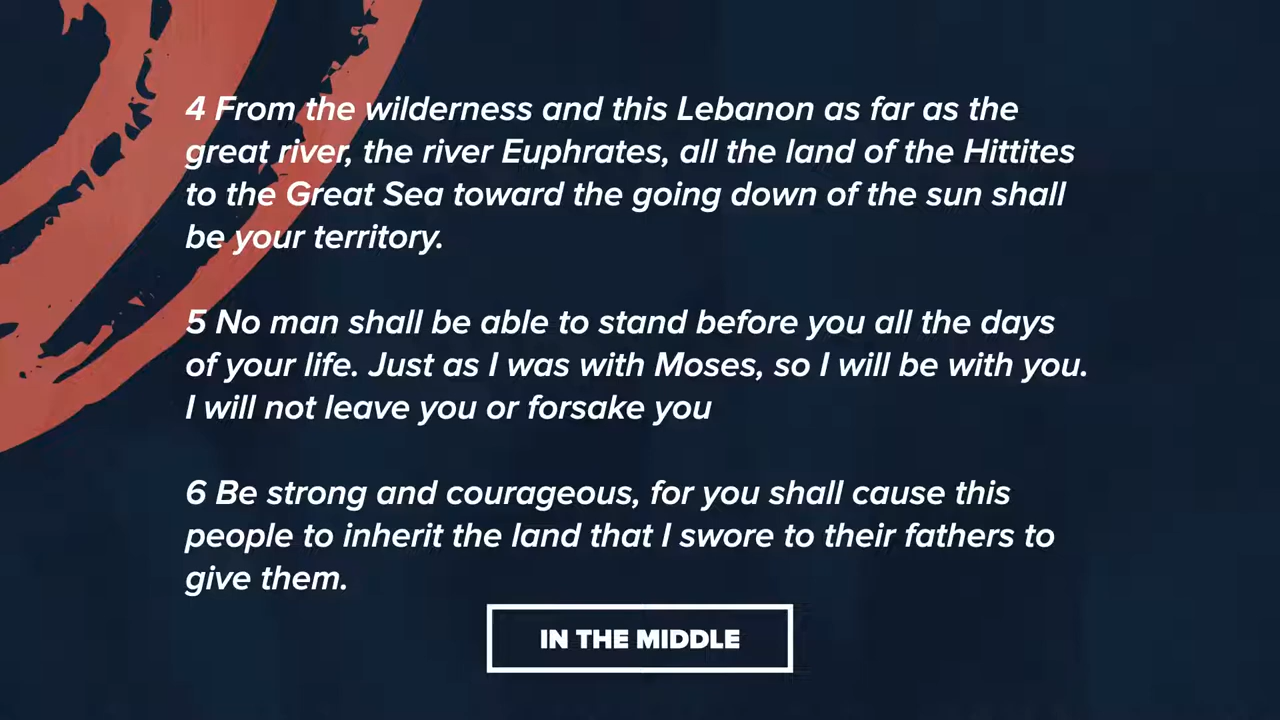 4 From the wilderness and this Lebanon as far as the
great river, the river Euphrates, all the land of the Hittites
to the Great Sea toward the going down of the sun shall
be your territory.
5 No man shall be able to stand before you all the days
of your life. Just as I was with Moses, so I will be with you.
I will not leave you or forsake you
6 Be strong and courageous, for you shall cause this
people to inherit the land that I swore to their fathers to
give them.
IN THE MIDDLE